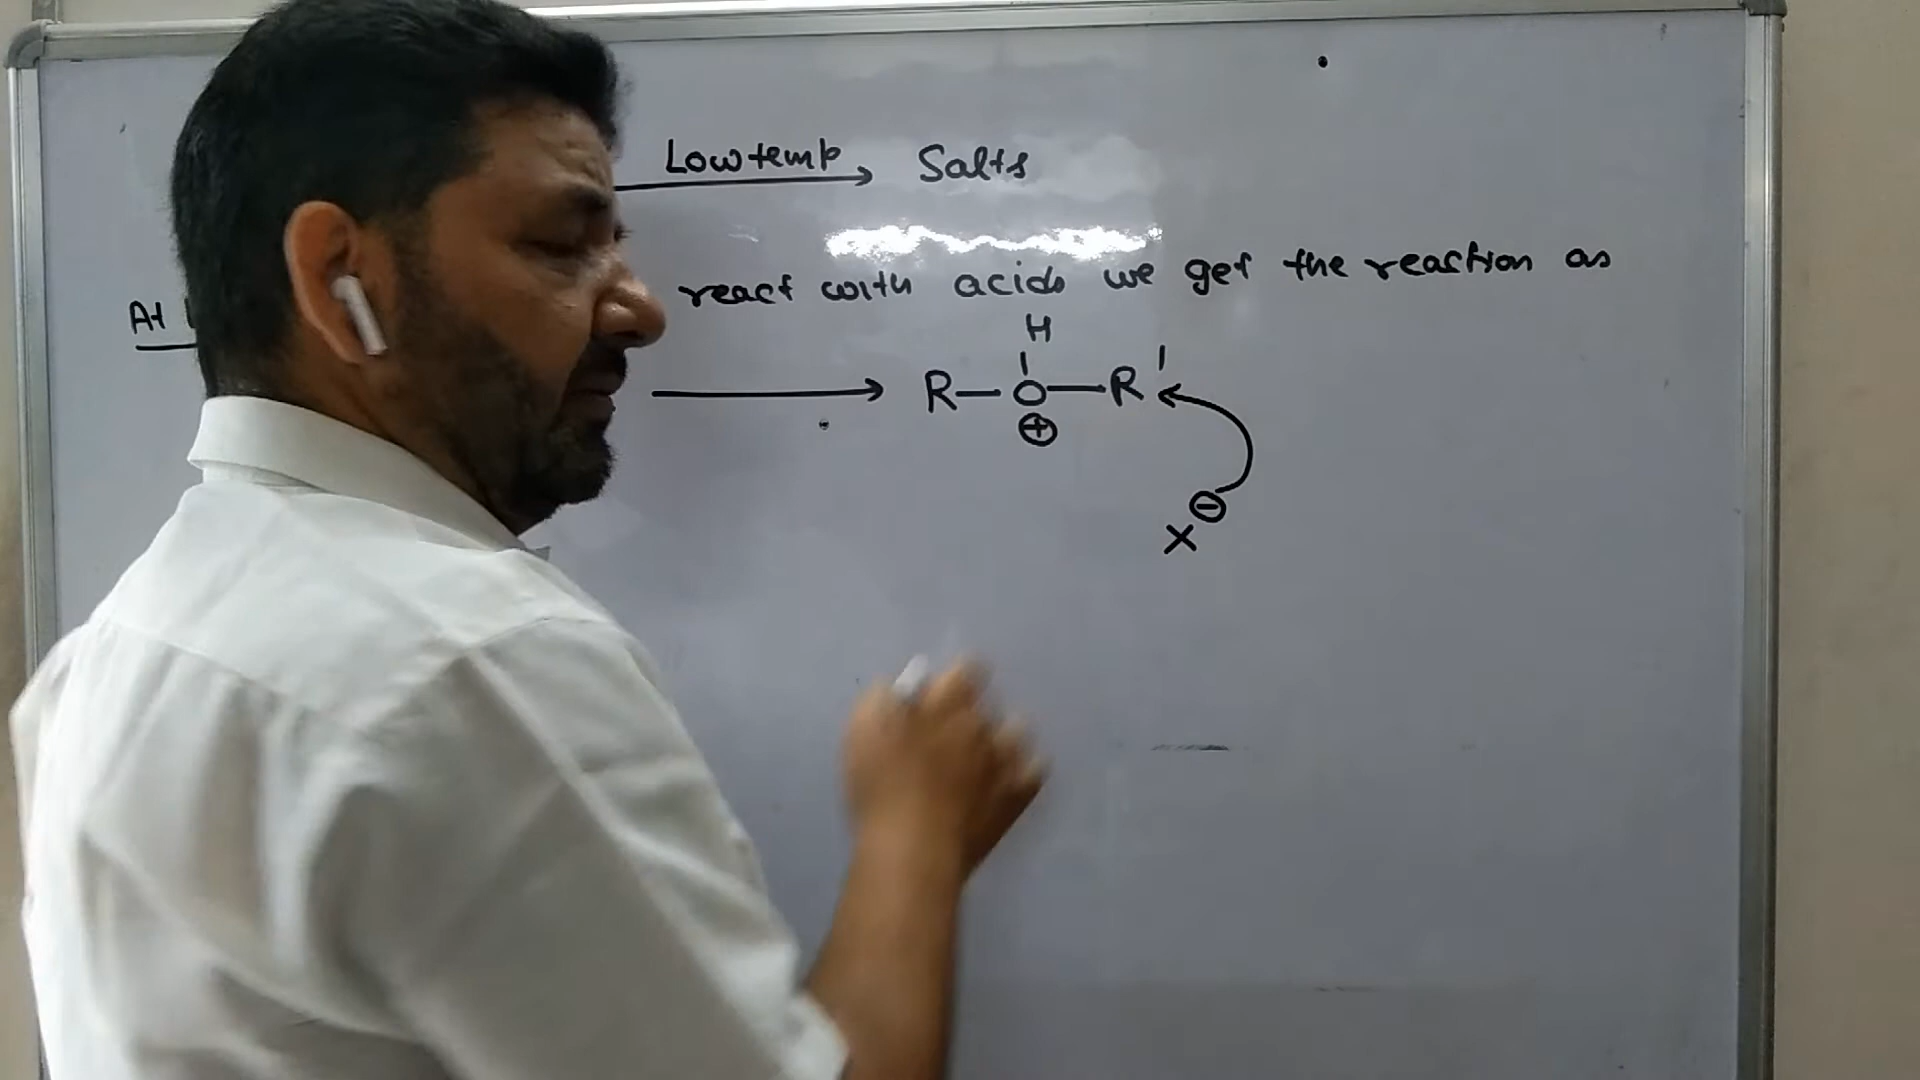 Low temp → Salts
At react with acids we get the reaction as
H
→ R—O—R'
⊕
⊖
X